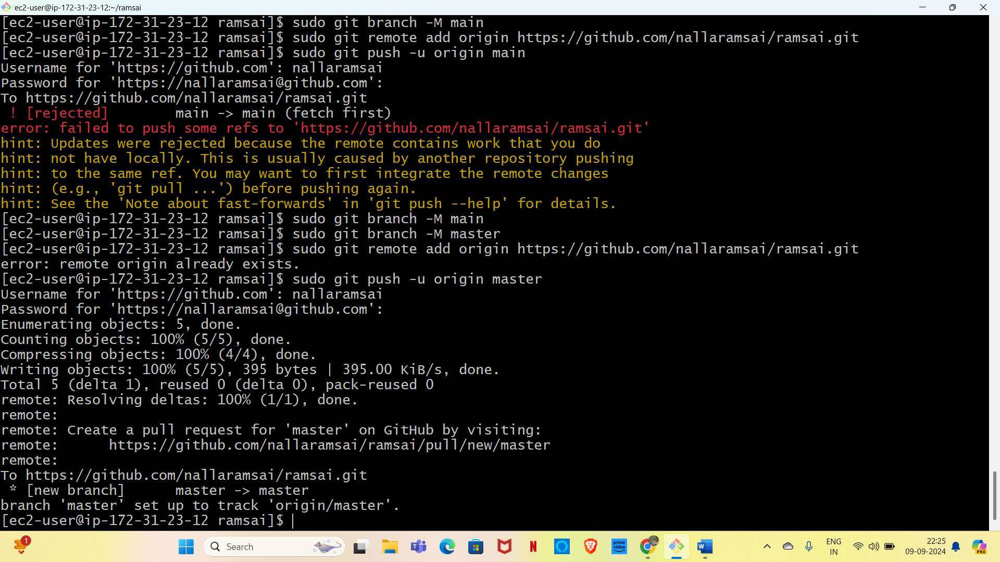 ec2-user@ip-172-31-23-12:~/ramsai
[ec2-user@ip-172-31-23-12 ramsai]$ sudo git branch -M main
[ec2-user@ip-172-31-23-12 ramsai]$ sudo git remote add origin https://github.com/nallaramsai/ramsai.git
[ec2-user@ip-172-31-23-12 ramsai]$ sudo git push -u origin main
Username for 'https://github.com': nallaramsai
Password for 'https://nallaramsai@github.com':
To https://github.com/nallaramsai/ramsai.git
 ! [rejected]        main -> main (fetch first)
error: failed to push some refs to 'https://github.com/nallaramsai/ramsai.git'
hint: Updates were rejected because the remote contains work that you do
hint: not have locally. This is usually caused by another repository pushing
hint: to the same ref. You may want to first integrate the remote changes
hint: (e.g., 'git pull ...') before pushing again.
hint: See the 'Note about fast-forwards' in 'git push --help' for details.
[ec2-user@ip-172-31-23-12 ramsai]$ sudo git branch -M main
[ec2-user@ip-172-31-23-12 ramsai]$ sudo git branch -M master
[ec2-user@ip-172-31-23-12 ramsai]$ sudo git remote add origin https://github.com/nallaramsai/ramsai.git
error: remote origin already exists.
[ec2-user@ip-172-31-23-12 ramsai]$ sudo git push -u origin master
Username for 'https://github.com': nallaramsai
Password for 'https://nallaramsai@github.com':
Enumerating objects: 5, done.
Counting objects: 100% (5/5), done.
Compressing objects: 100% (4/4), done.
Writing objects: 100% (5/5), 395 bytes | 395.00 KiB/s, done.
Total 5 (delta 1), reused 0 (delta 0), pack-reused 0
remote: Resolving deltas: 100% (1/1), done.
remote:
remote: Create a pull request for 'master' on GitHub by visiting:
remote:      https://github.com/nallaramsai/ramsai/pull/new/master
remote:
To https://github.com/nallaramsai/ramsai.git
 * [new branch]      master -> master
branch 'master' set up to track 'origin/master'.
[ec2-user@ip-172-31-23-12 ramsai]$
1
Search
prime video
ENG
IN
22:25
09-09-2024
PRE